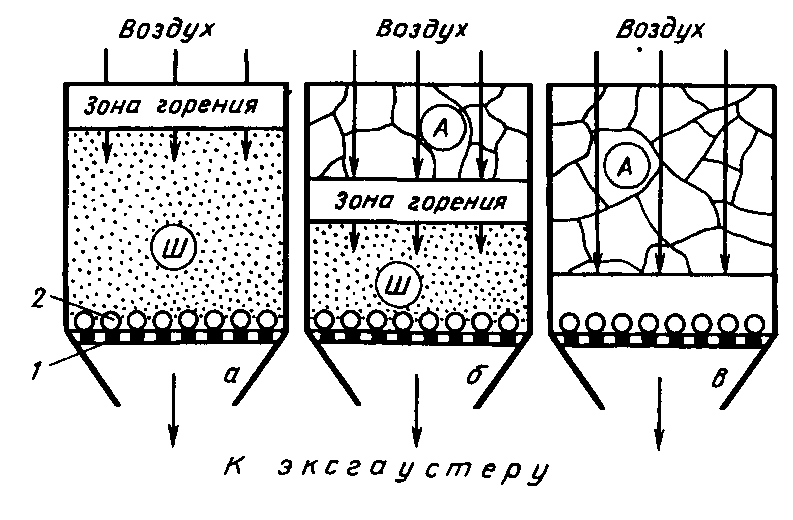 Воздух Воздух Воздух
Зона горения
А
А
Зона горения
Ш
Ш
2
1
а б в
К эксгаустеру